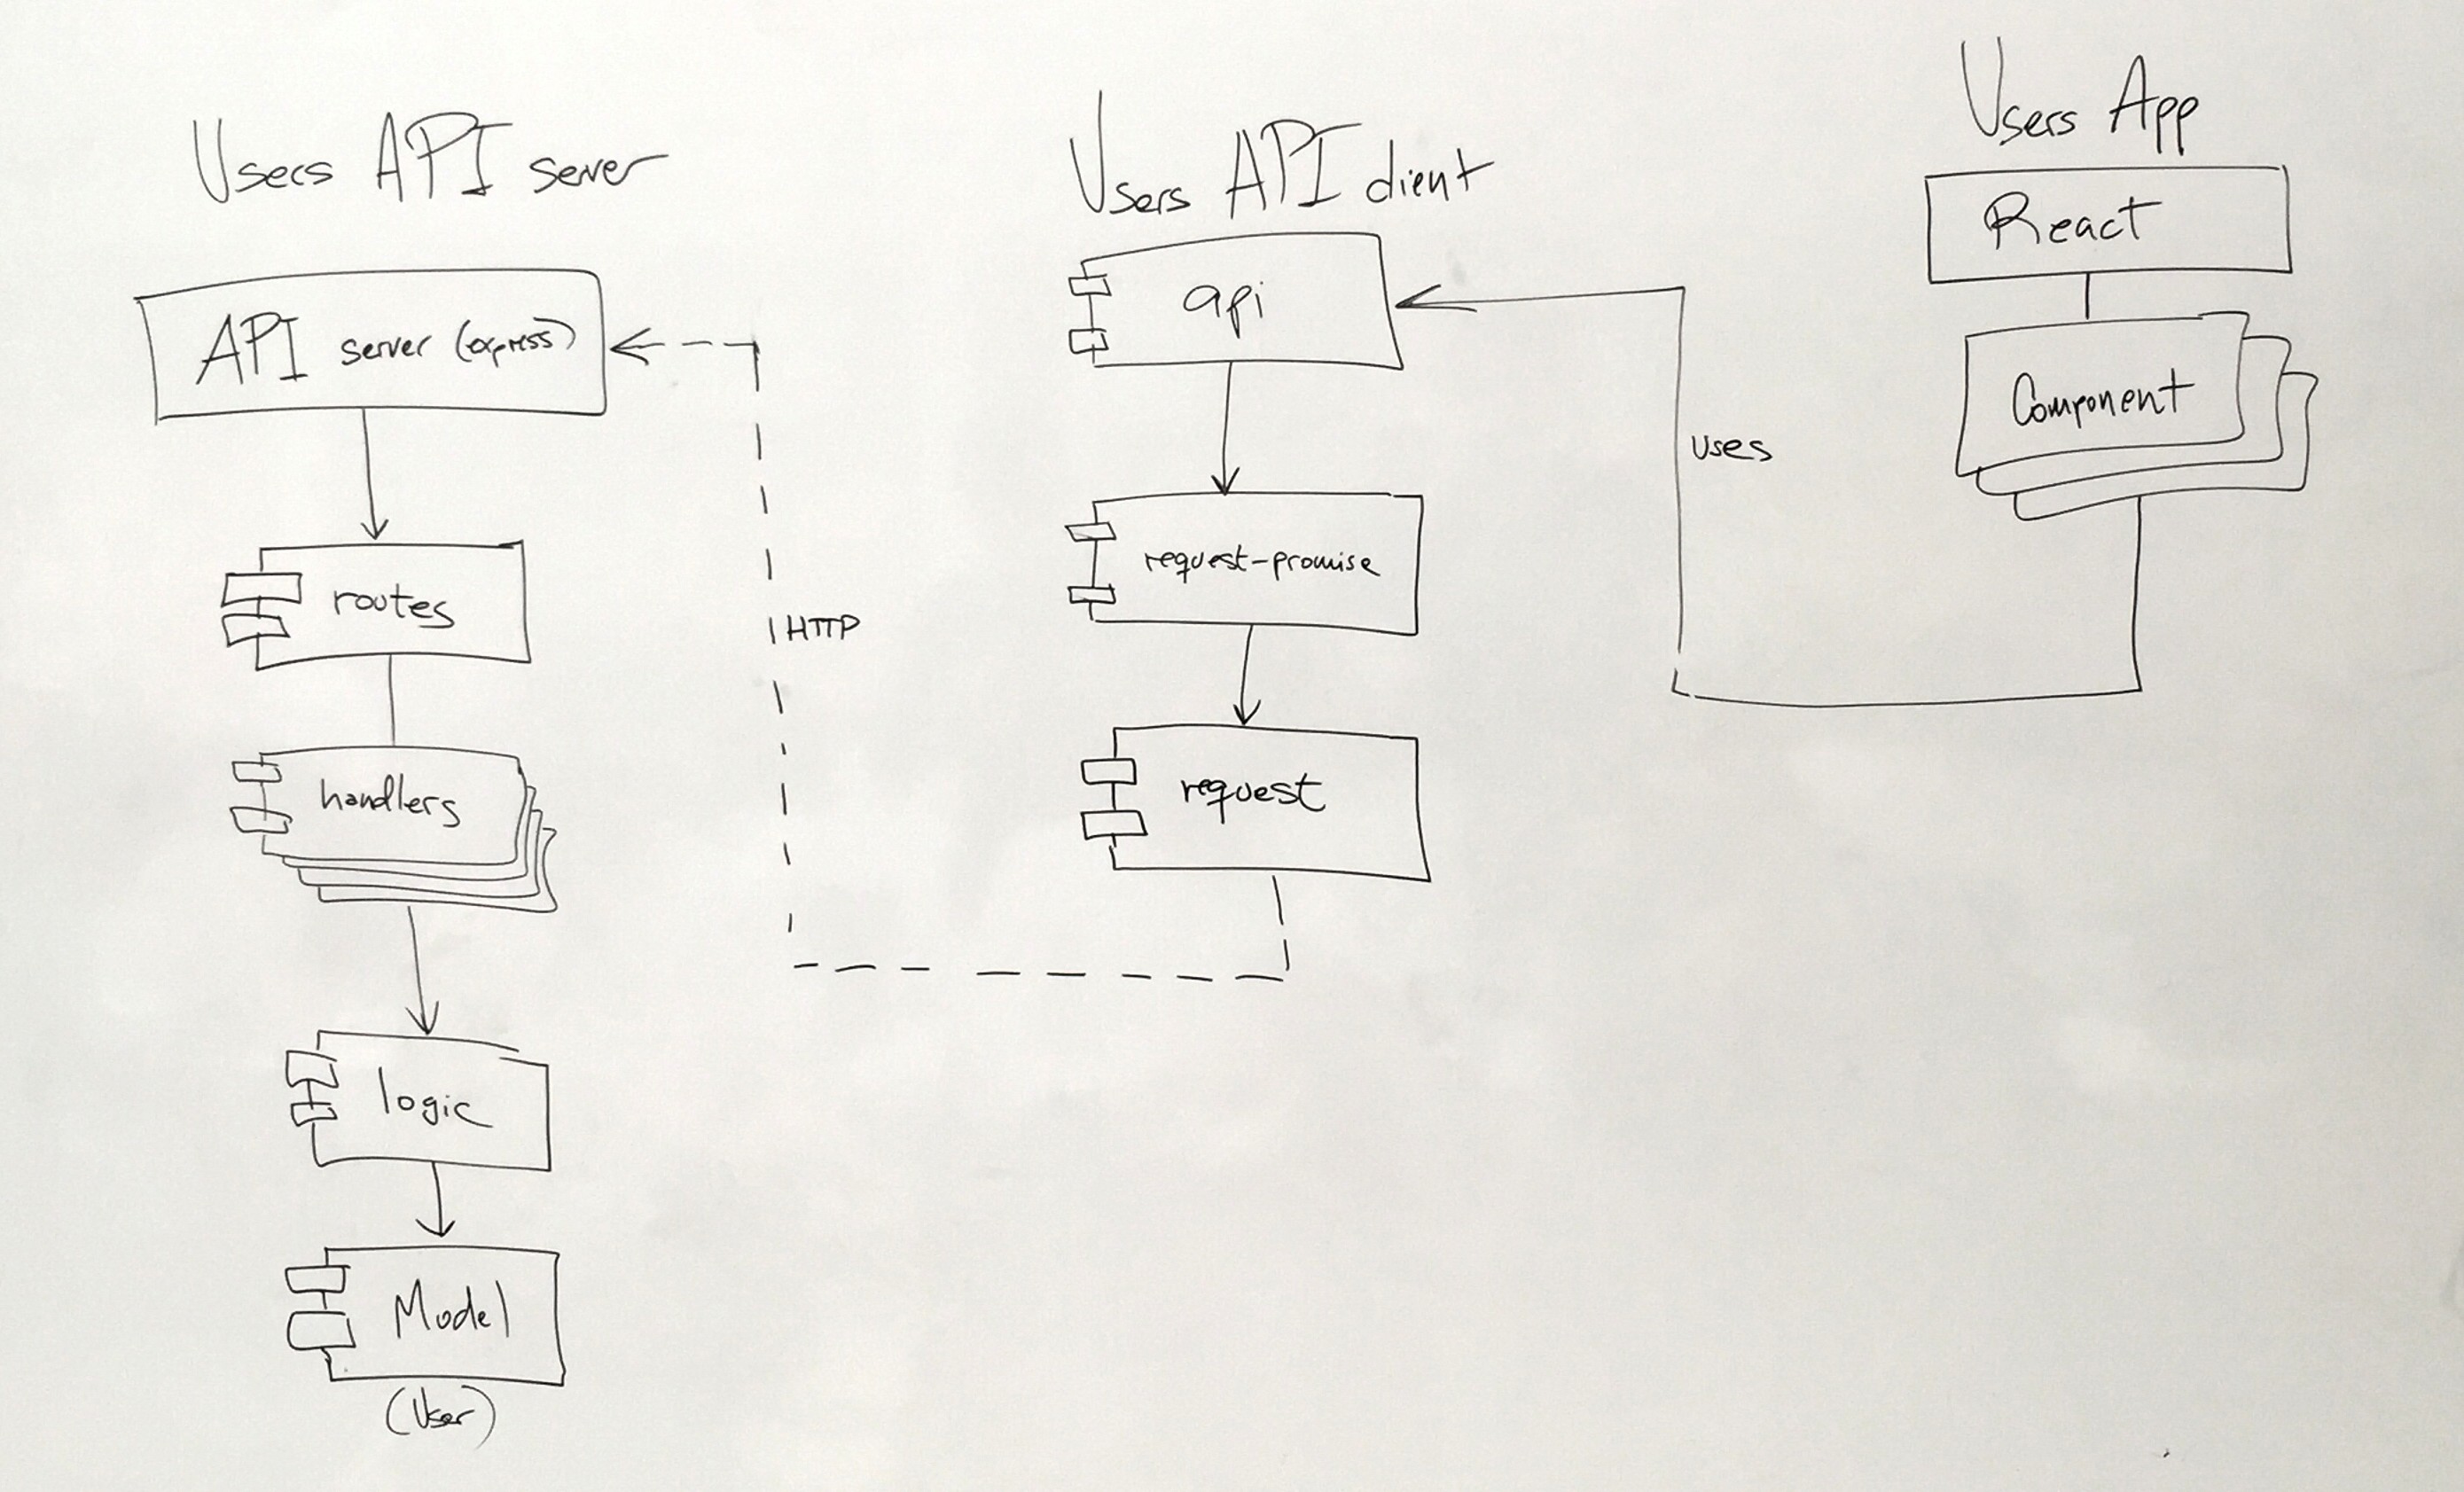 Users API server
API server (express)
routes
handlers
logic
Model
(User)
HTTP
Users API client
api
request-promise
request
uses
Users App
React
Component